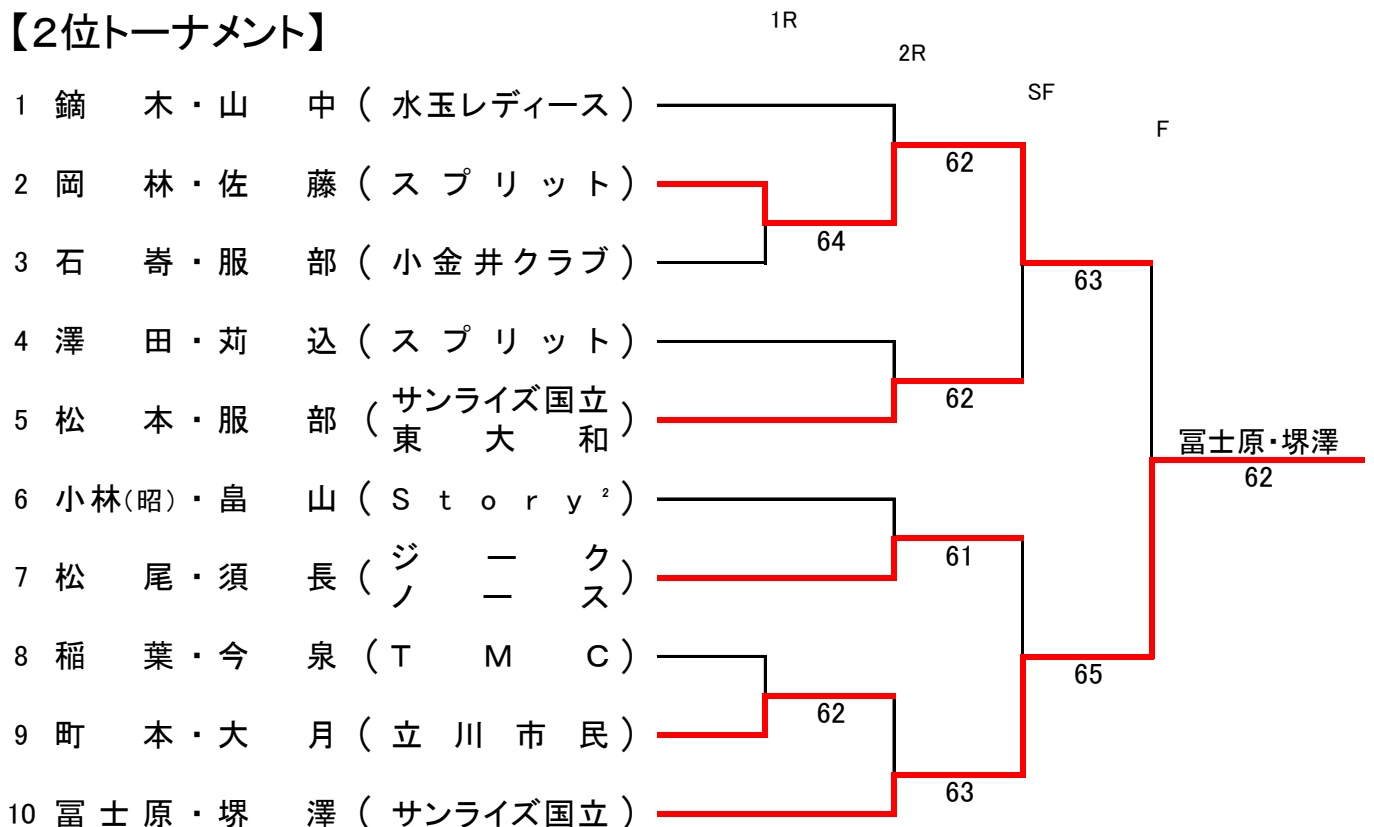 【2位トーナメント】
1R
2R
SF
F
1 鏑木・山中(水玉レディース)
2 岡林・佐藤(スプリット)
3 石嵜・服部(小金井クラブ)
4 澤田・苅込(スプリット)
5 松本・服部(サンライズ国立
東大和)
6 小林(昭)・畠山(Story²)
7 松尾・須長(ジーク
ノース)
8 稲葉・今泉(TMC)
9 町本・大月(立川市民)
10 冨士原・堺澤(サンライズ国立)
62
64
63
62
冨士原・堺澤
62
61
65
62
63